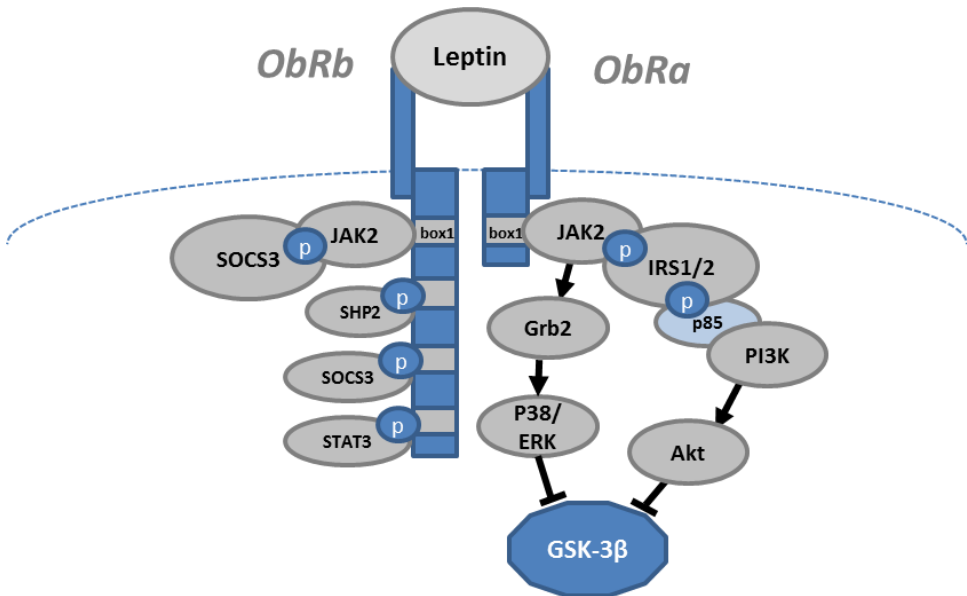 ObRb
Leptin
ObRa
SOCS3
p
JAK2
box1
box1
JAK2
p
IRS1/2
SHP2
p
p
p85
Grb2
PI3K
SOCS3
p
P38/
ERK
STAT3
p
Akt
GSK-3β